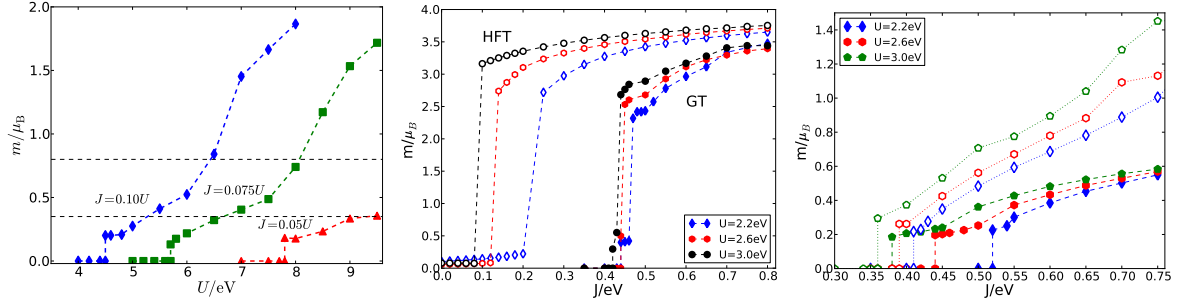 2.0
1.5
1.0
0.5
0.0
m/μ_B
J=0.10U
J=0.075U
J=0.05U
4 5 6 7 8 9
U/eV
4.0
3.5
3.0
2.5
2.0
1.5
1.0
0.5
0.0
m/μ_B
HFT
GT
U=2.2eV
U=2.6eV
U=3.0eV
0.0 0.1 0.2 0.3 0.4 0.5 0.6 0.7 0.8
J/eV
U=2.2eV
U=2.6eV
U=3.0eV
1.4
1.2
1.0
0.8
0.6
0.4
0.2
0.0
m/μ_B
0.30 0.35 0.40 0.45 0.50 0.55 0.60 0.65 0.70 0.75
J/eV